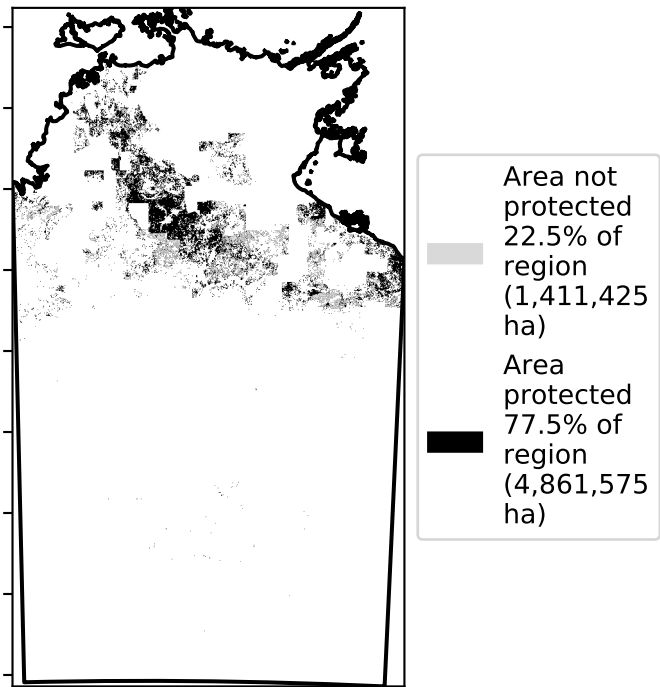 Area not
protected
22.5% of
region
(1,411,425
ha)
Area
protected
77.5% of
region
(4,861,575
ha)